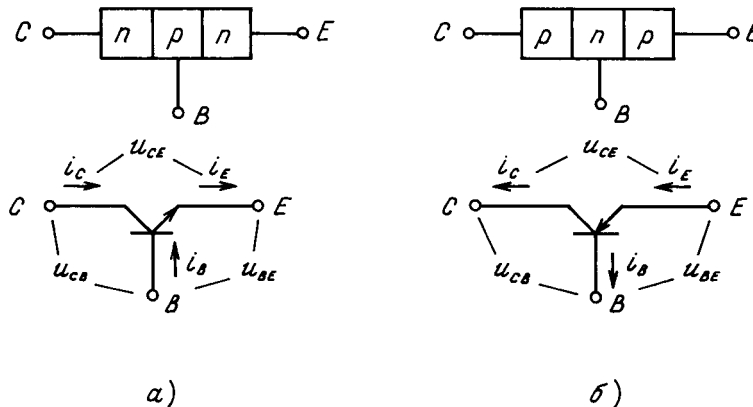 C n p n E
B
C p n p E
B
i_C u_CE i_E
C E
u_CB i_B u_BE
B
i_C u_CE i_E
C E
u_CB i_B u_BE
B
а)
б)